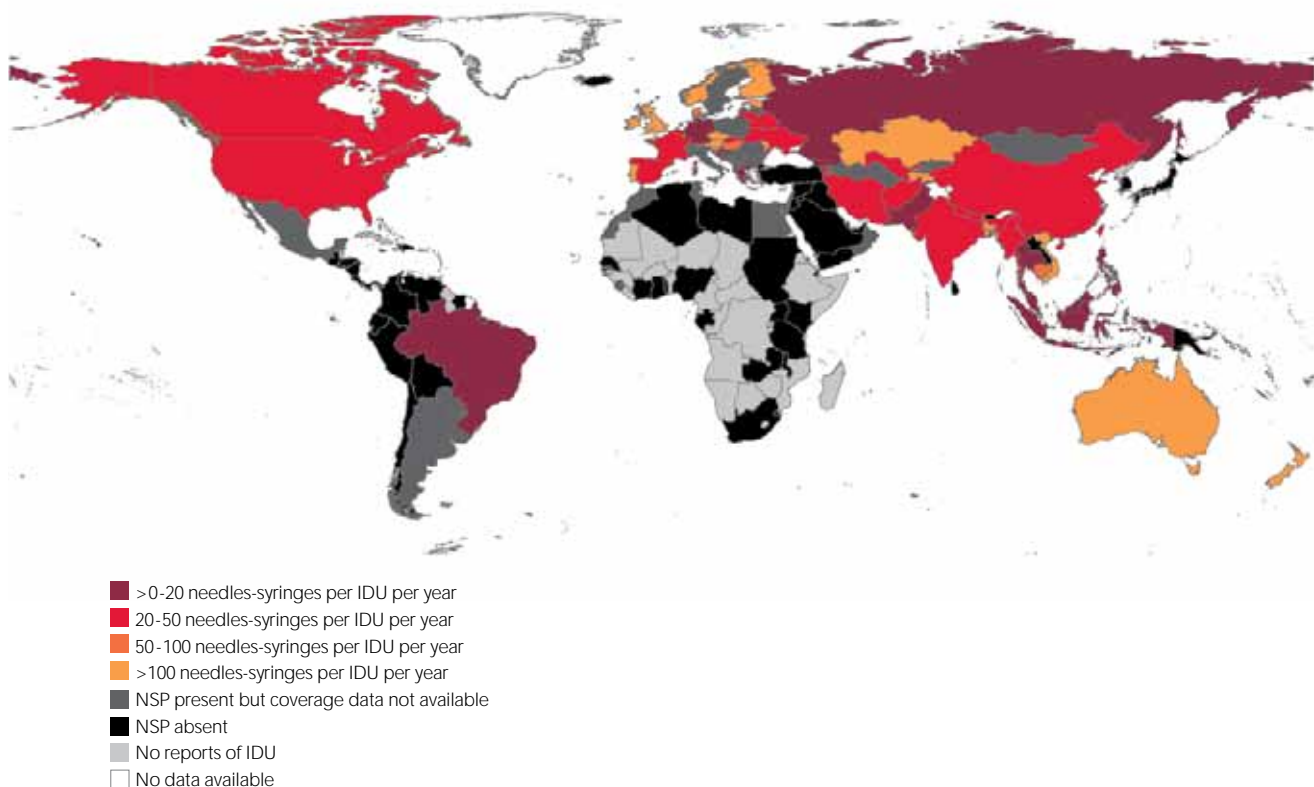 >0-20 needles-syringes per IDU per year
20-50 needles-syringes per IDU per year
50-100 needles-syringes per IDU per year
>100 needles-syringes per IDU per year
NSP present but coverage data not available
NSP absent
No reports of IDU
No data available